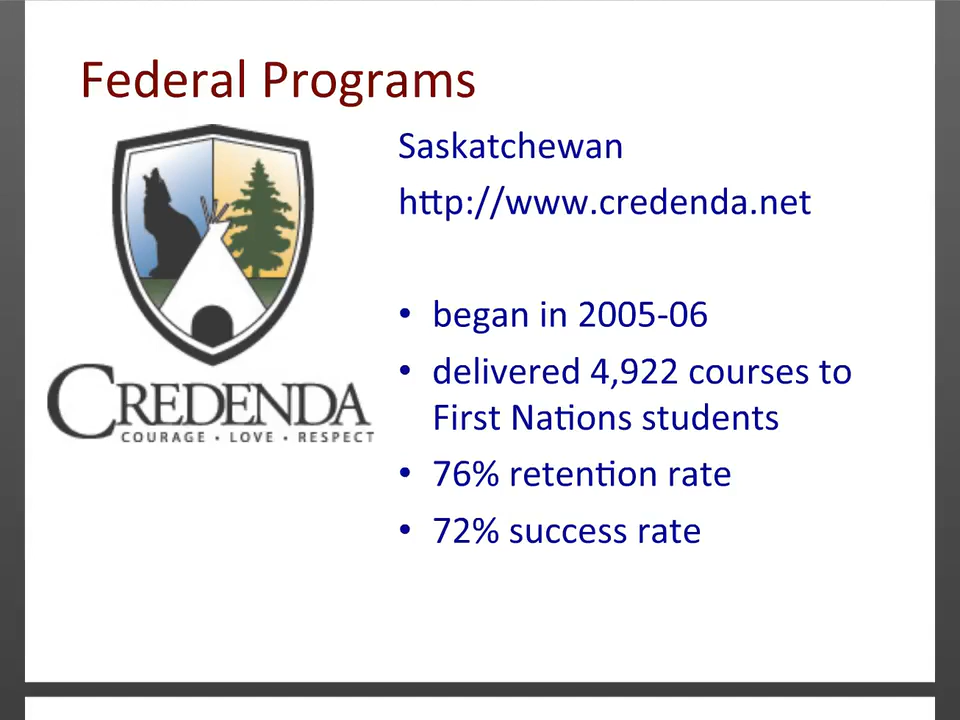 Federal Programs
Saskatchewan
http://www.credenda.net
• began in 2005-06
• delivered 4,922 courses to
First Nations students
• 76% retention rate
• 72% success rate
CREDENDA
COURAGE • LOVE • RESPECT